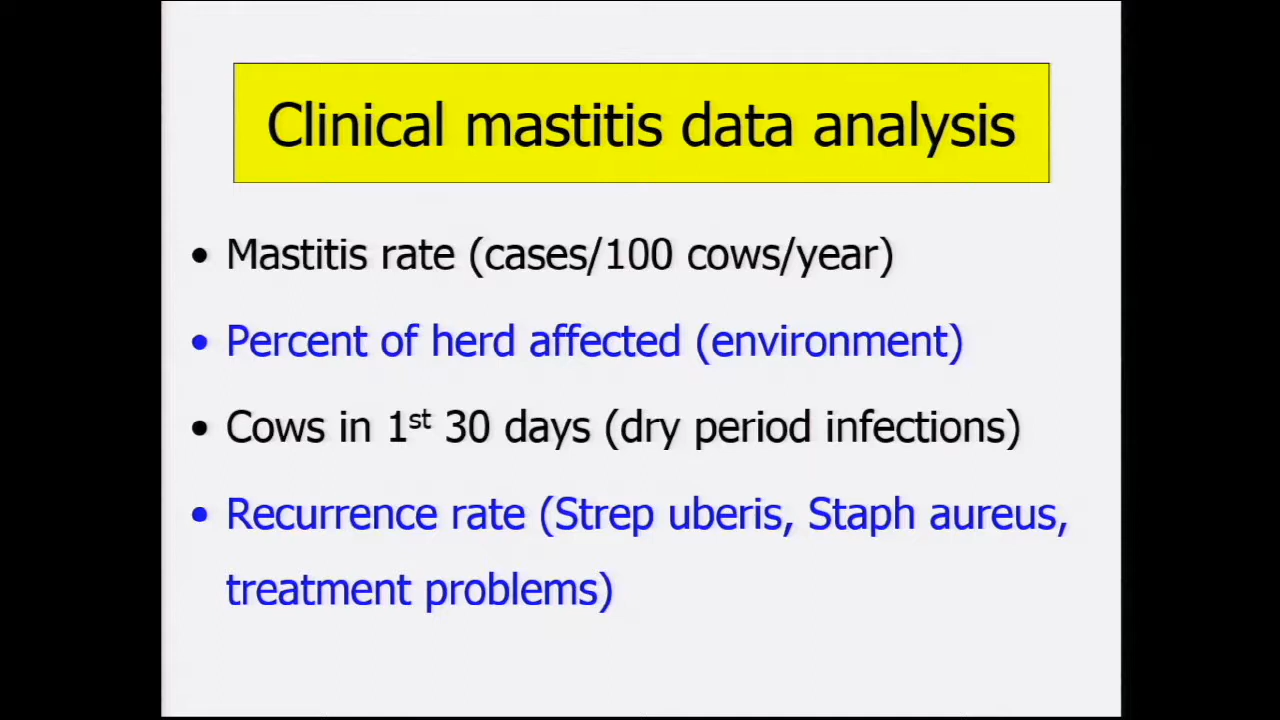 Clinical mastitis data analysis
• Mastitis rate (cases/100 cows/year)
• Percent of herd affected (environment)
• Cows in 1st 30 days (dry period infections)
• Recurrence rate (Strep uberis, Staph aureus,
treatment problems)